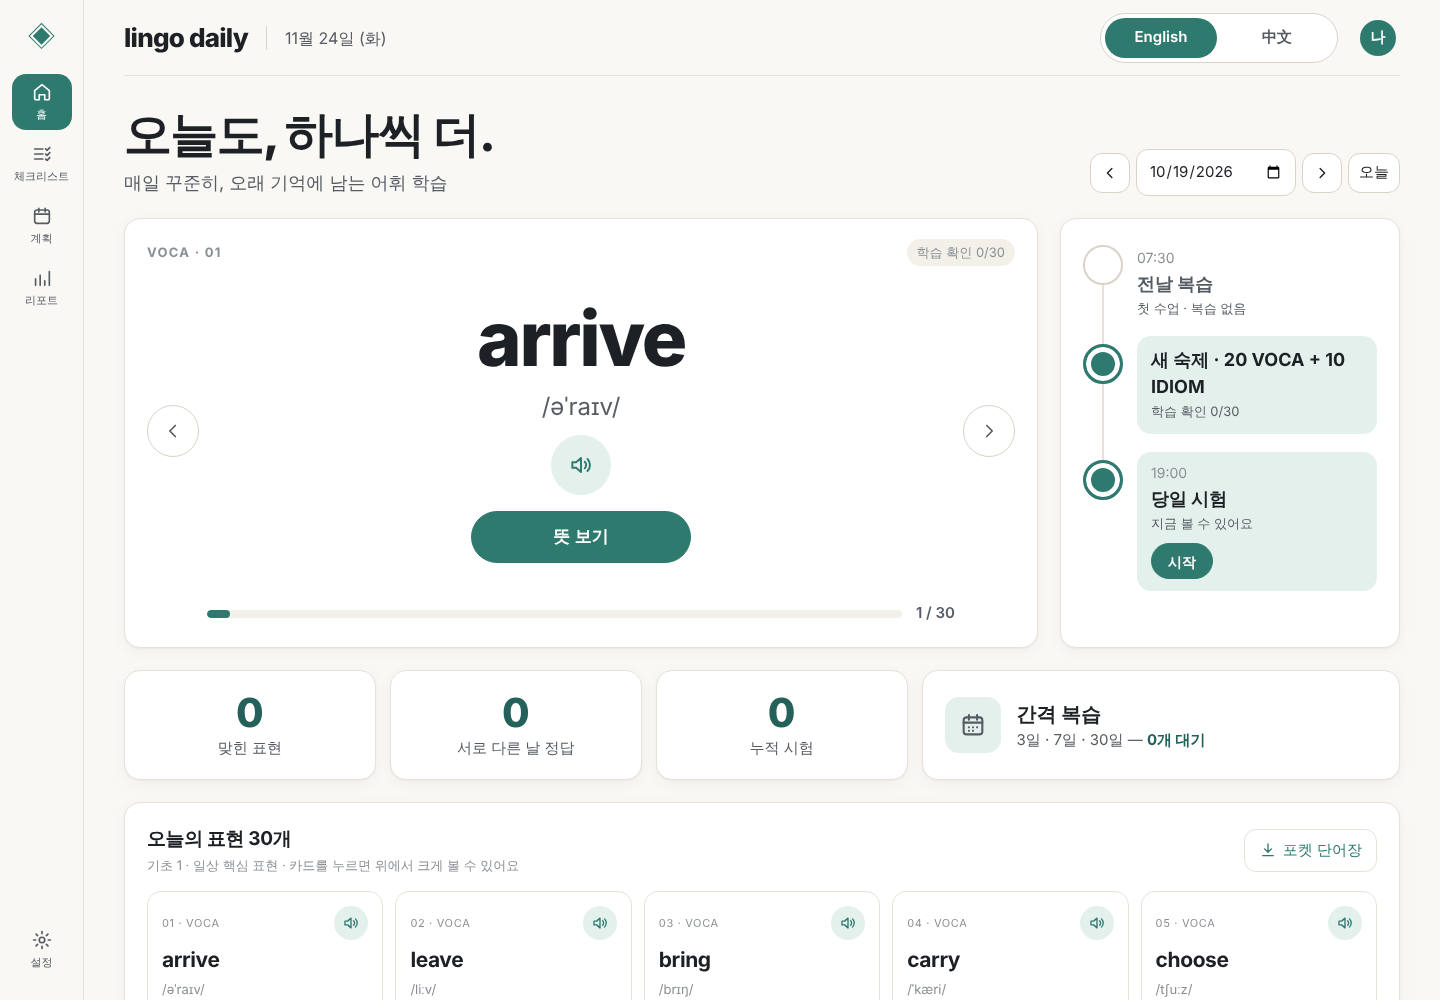 lingo daily
11월 24일 (화)
English
中文
나
홈
체크리스트
계획
리포트
설정
오늘도, 하나씩 더.
매일 꾸준히, 오래 기억에 남는 어휘 학습
10/19/2026
오늘
VOCA · 01
학습 확인 0/30
arrive
/əˈraɪv/
뜻 보기
1 / 30
07:30
전날 복습
첫 수업 · 복습 없음
새 숙제 · 20 VOCA + 10
IDIOM
학습 확인 0/30
19:00
당일 시험
지금 볼 수 있어요
시작
0
맞힌 표현
0
서로 다른 날 정답
0
누적 시험
간격 복습
3일 · 7일 · 30일 — 0개 대기
오늘의 표현 30개
기초 1 · 일상 핵심 표현 · 카드를 누르면 위에서 크게 볼 수 있어요
포켓 단어장
01 · VOCA
arrive
/əˈraɪv/
02 · VOCA
leave
/liːv/
03 · VOCA
bring
/brɪŋ/
04 · VOCA
carry
/ˈkæri/
05 · VOCA
choose
/tʃuːz/